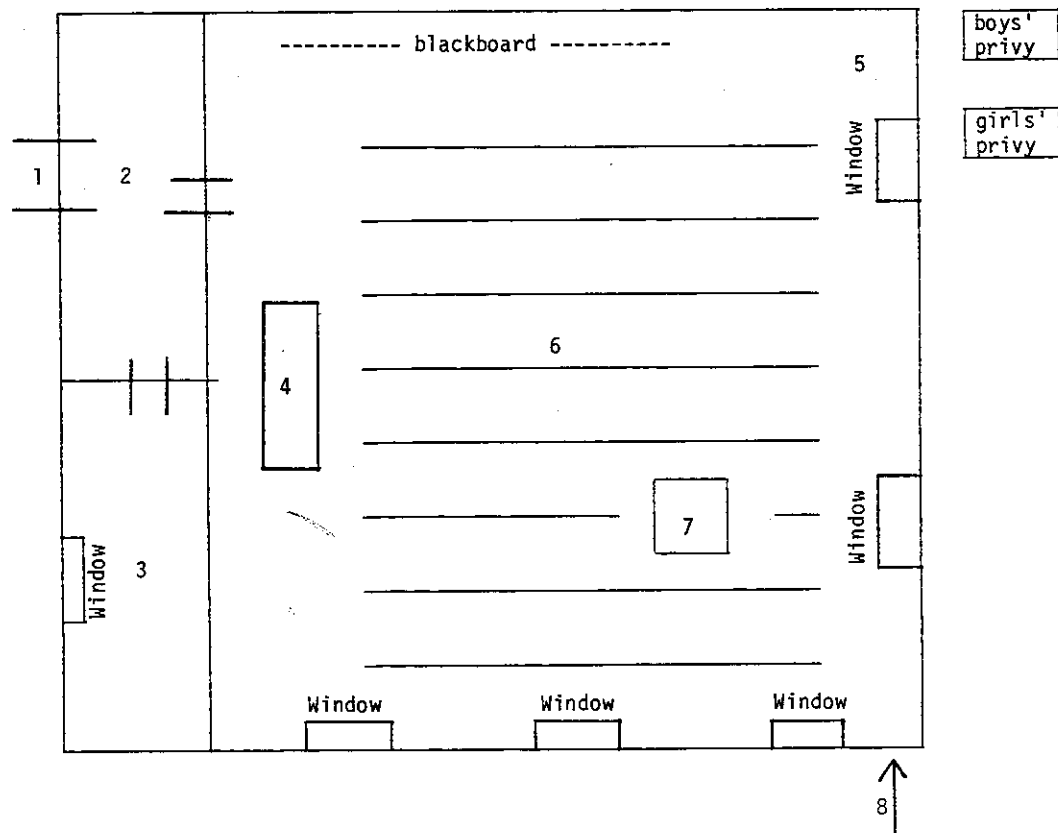 ---------- blackboard ----------
boys'
privy
5
girls'
privy
Window
1
2
6
4
7
Window
3
Window
Window
Window
Window
8